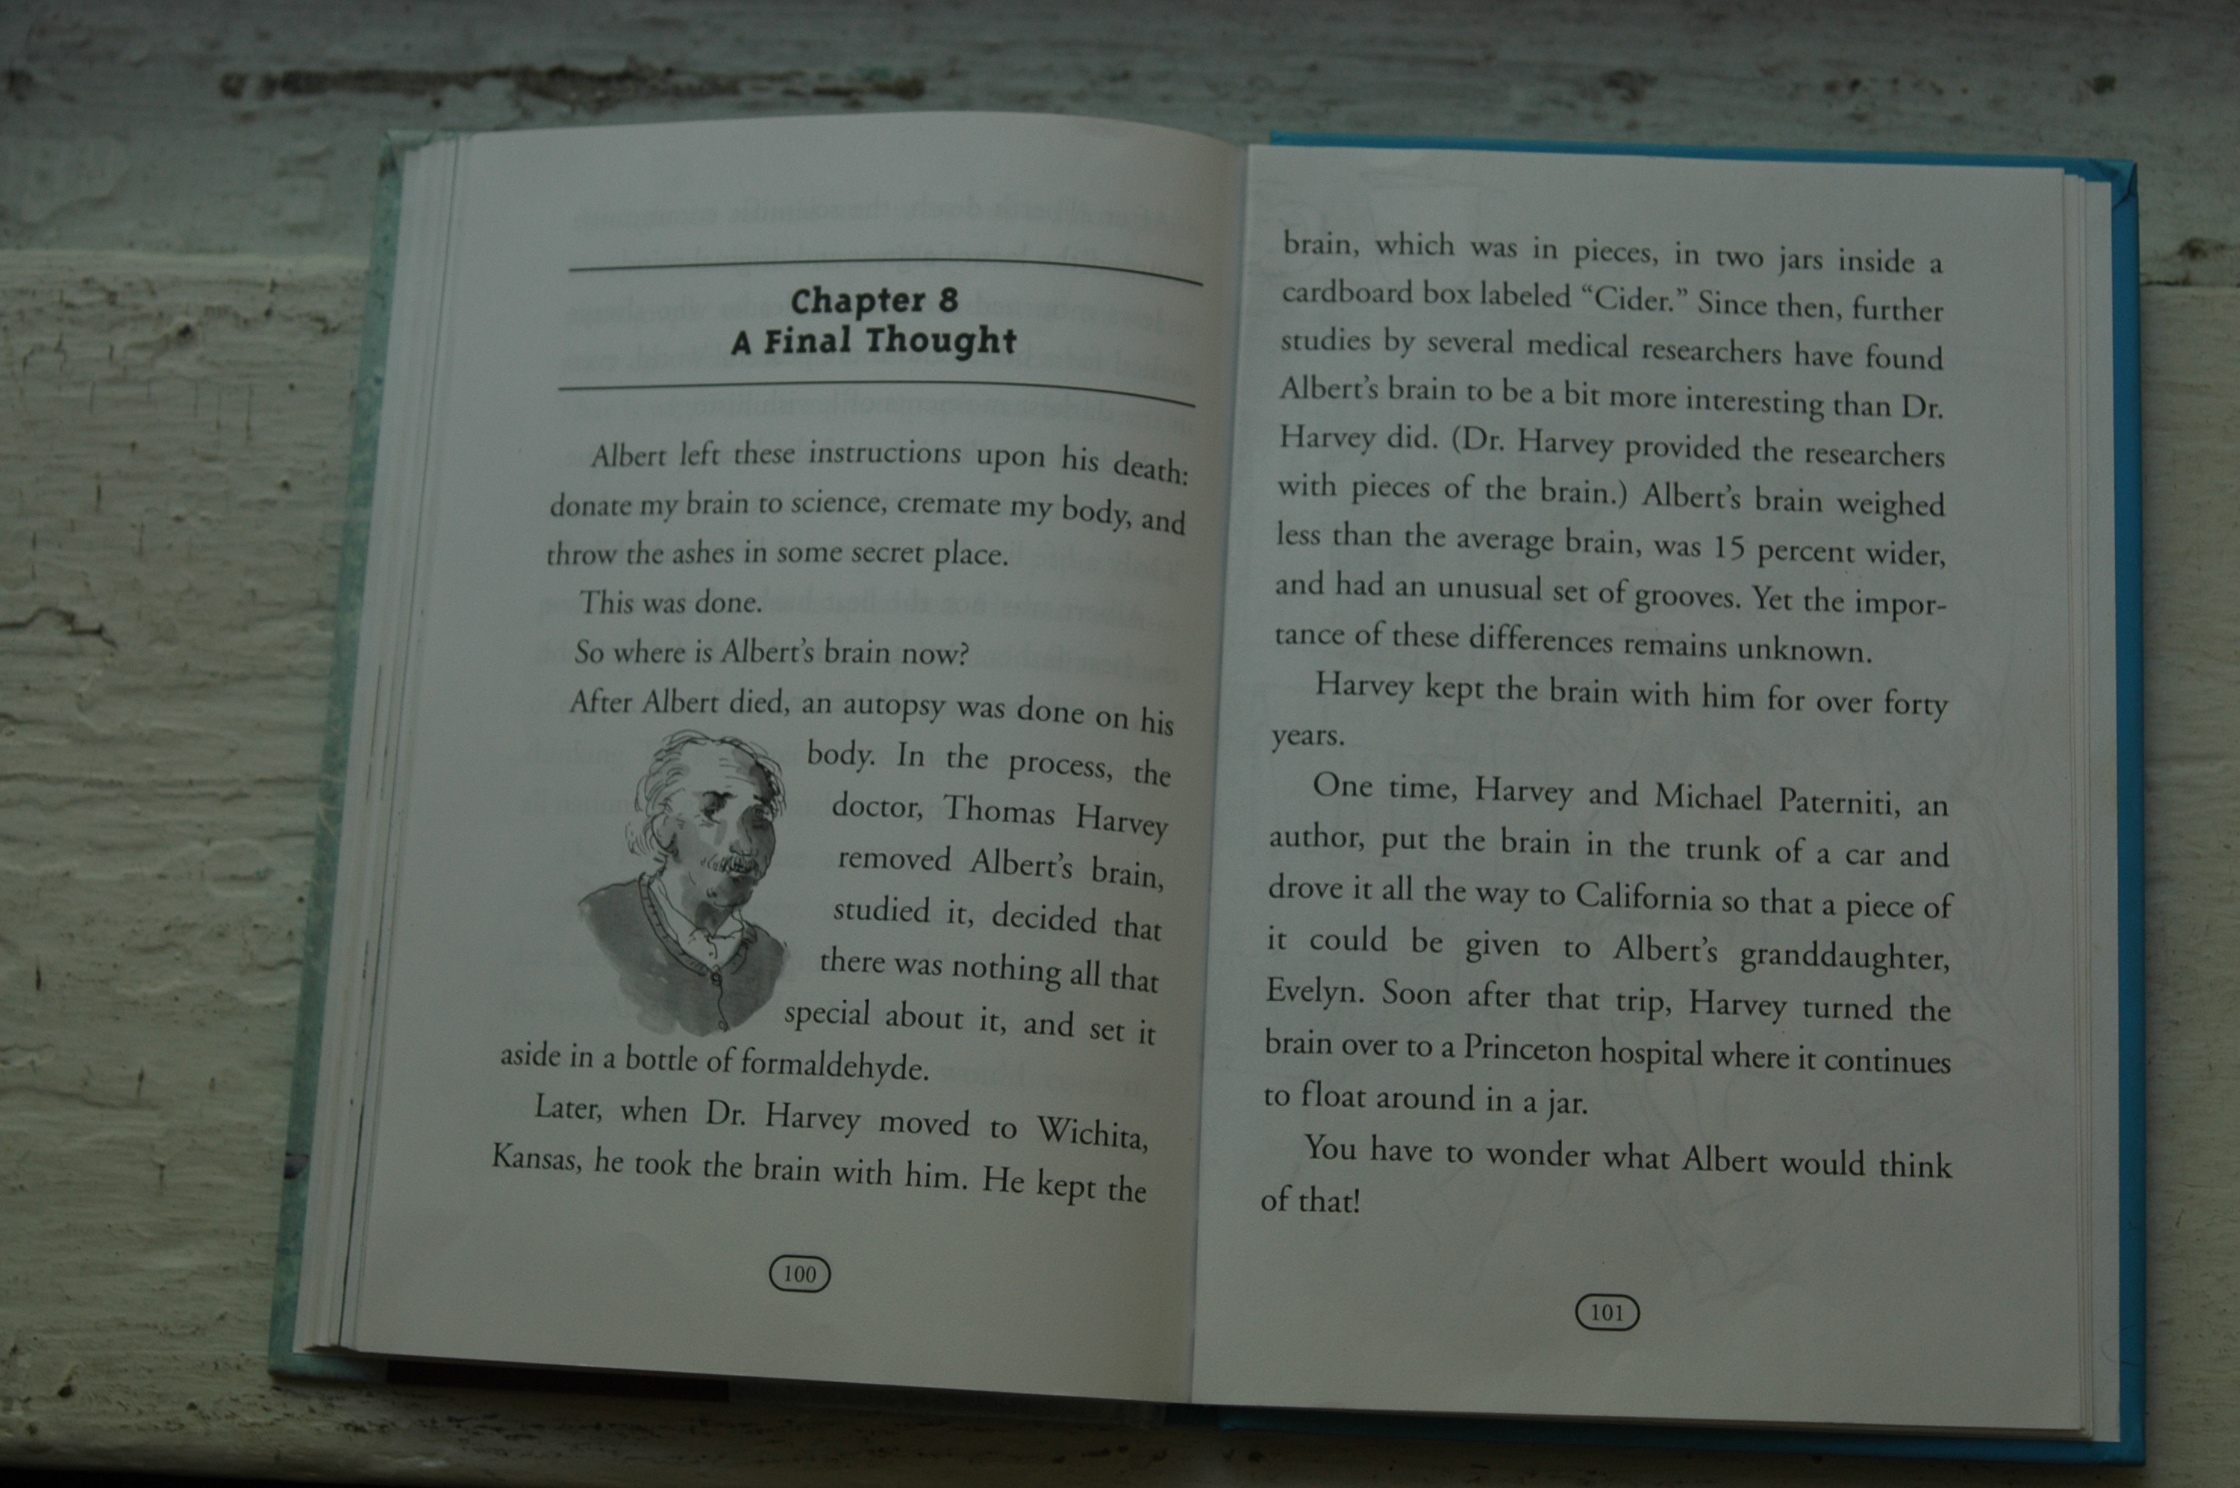 Chapter 8
A Final Thought
Albert left these instructions upon his death:
donate my brain to science, cremate my body, and
throw the ashes in some secret place.
This was done.
So where is Albert's brain now?
After Albert died, an autopsy was done on his
body. In the process, the
doctor, Thomas Harvey
removed Albert's brain,
studied it, decided that
there was nothing all that
special about it, and set it
aside in a bottle of formaldehyde.
Later, when Dr. Harvey moved to Wichita,
Kansas, he took the brain with him. He kept the
100
brain, which was in pieces, in two jars inside a
cardboard box labeled “Cider.” Since then, further
studies by several medical researchers have found
Albert's brain to be a bit more interesting than Dr.
Harvey did. (Dr. Harvey provided the researchers
with pieces of the brain.) Albert's brain weighed
less than the average brain, was 15 percent wider,
and had an unusual set of grooves. Yet the impor-
tance of these differences remains unknown.
Harvey kept the brain with him for over forty
years.
One time, Harvey and Michael Paterniti, an
author, put the brain in the trunk of a car and
drove it all the way to California so that a piece of
it could be given to Albert's granddaughter,
Evelyn. Soon after that trip, Harvey turned the
brain over to a Princeton hospital where it continues
to float around in a jar.
You have to wonder what Albert would think
of that!
101